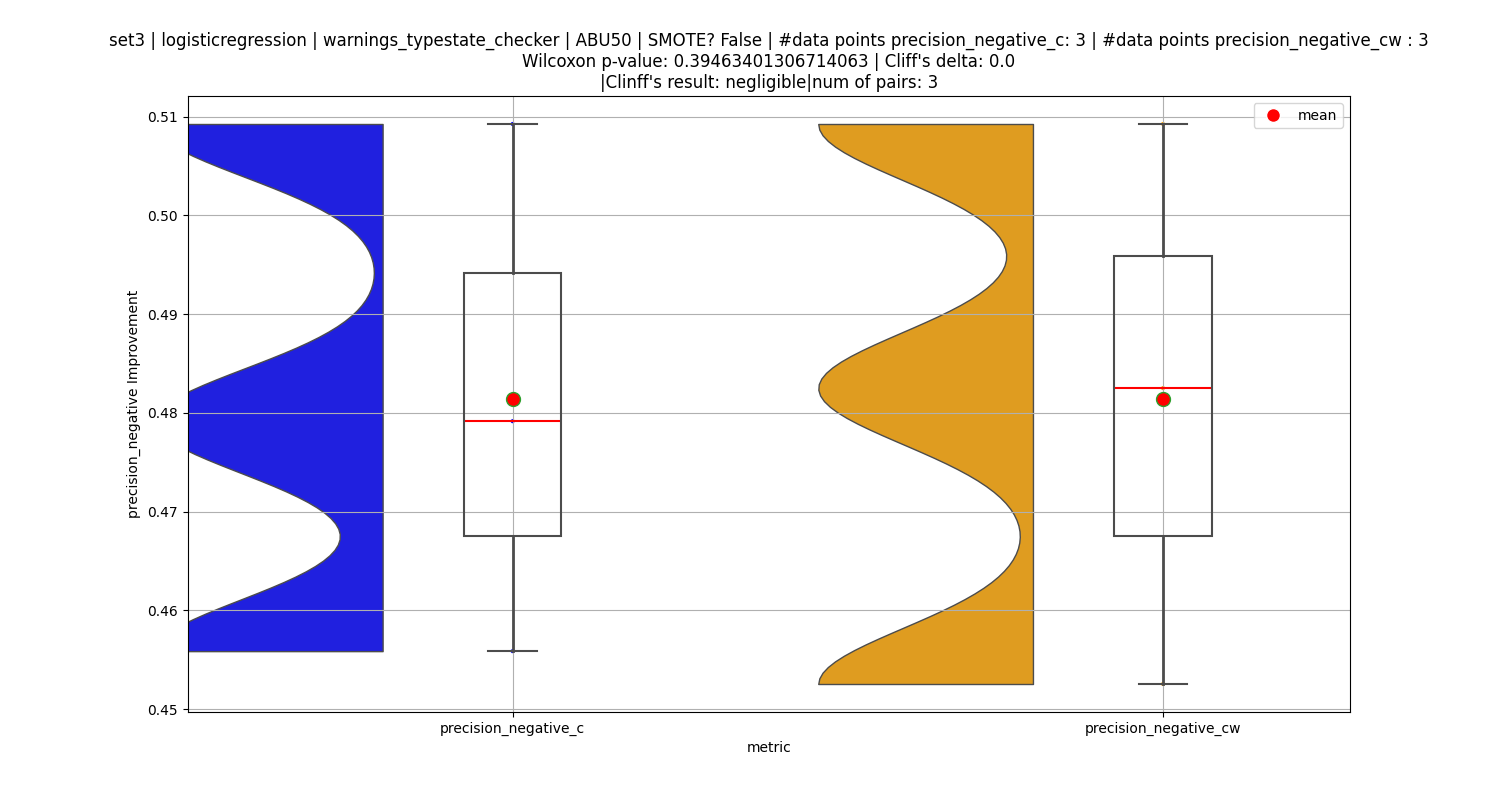 set3 | logisticregression | warnings_typestate_checker | ABU50 | SMOTE? False | #data points precision_negative_c: 3 | #data points precision_negative_cw : 3
Wilcoxon p-value: 0.39463401306714063 | Cliff's delta: 0.0
|Clinff's result: negligible|num of pairs: 3
mean
0.51
0.50
0.49
0.48
0.47
0.46
0.45
precision_negative Improvement
precision_negative_c
precision_negative_cw
metric